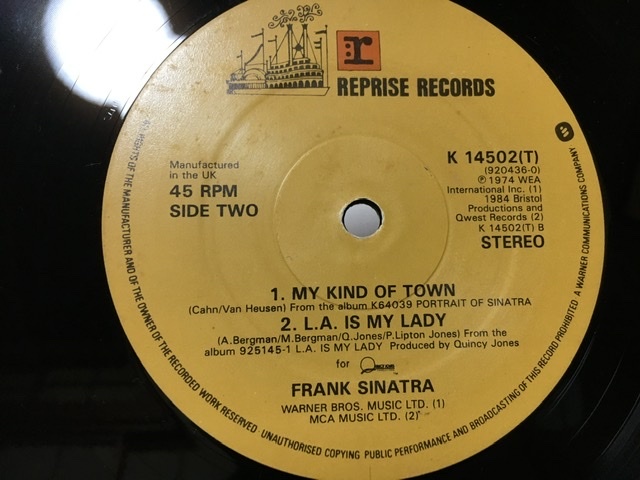 r
REPRISE RECORDS
Manufactured
in the UK
45 RPM
SIDE TWO
K 14502(T)
(920436-0)
℗ 1974 WEA
International Inc. (1)
1984 Bristol
Productions and
Qwest Records (2)
K 14502(T) B
STEREO
1. MY KIND OF TOWN
(Cahn/Van Heusen) From the album K64039 PORTRAIT OF SINATRA
2. L.A. IS MY LADY
(A.Bergman/M.Bergman/Q.Jones/P.Lipton Jones) From the
album 925145-1 L.A. IS MY LADY Produced by Quincy Jones
for
FRANK SINATRA
WARNER BROS. MUSIC LTD. (1)
MCA MUSIC LTD. (2)
ALL RIGHTS OF THE MANUFACTURER AND OF THE OWNER OF THE RECORDED WORK RESERVED UNAUTHORISED COPYING PUBLIC PERFORMANCE AND BROADCASTING OF THIS RECORD PROHIBITED A WARNER COMMUNICATIONS COMPANY